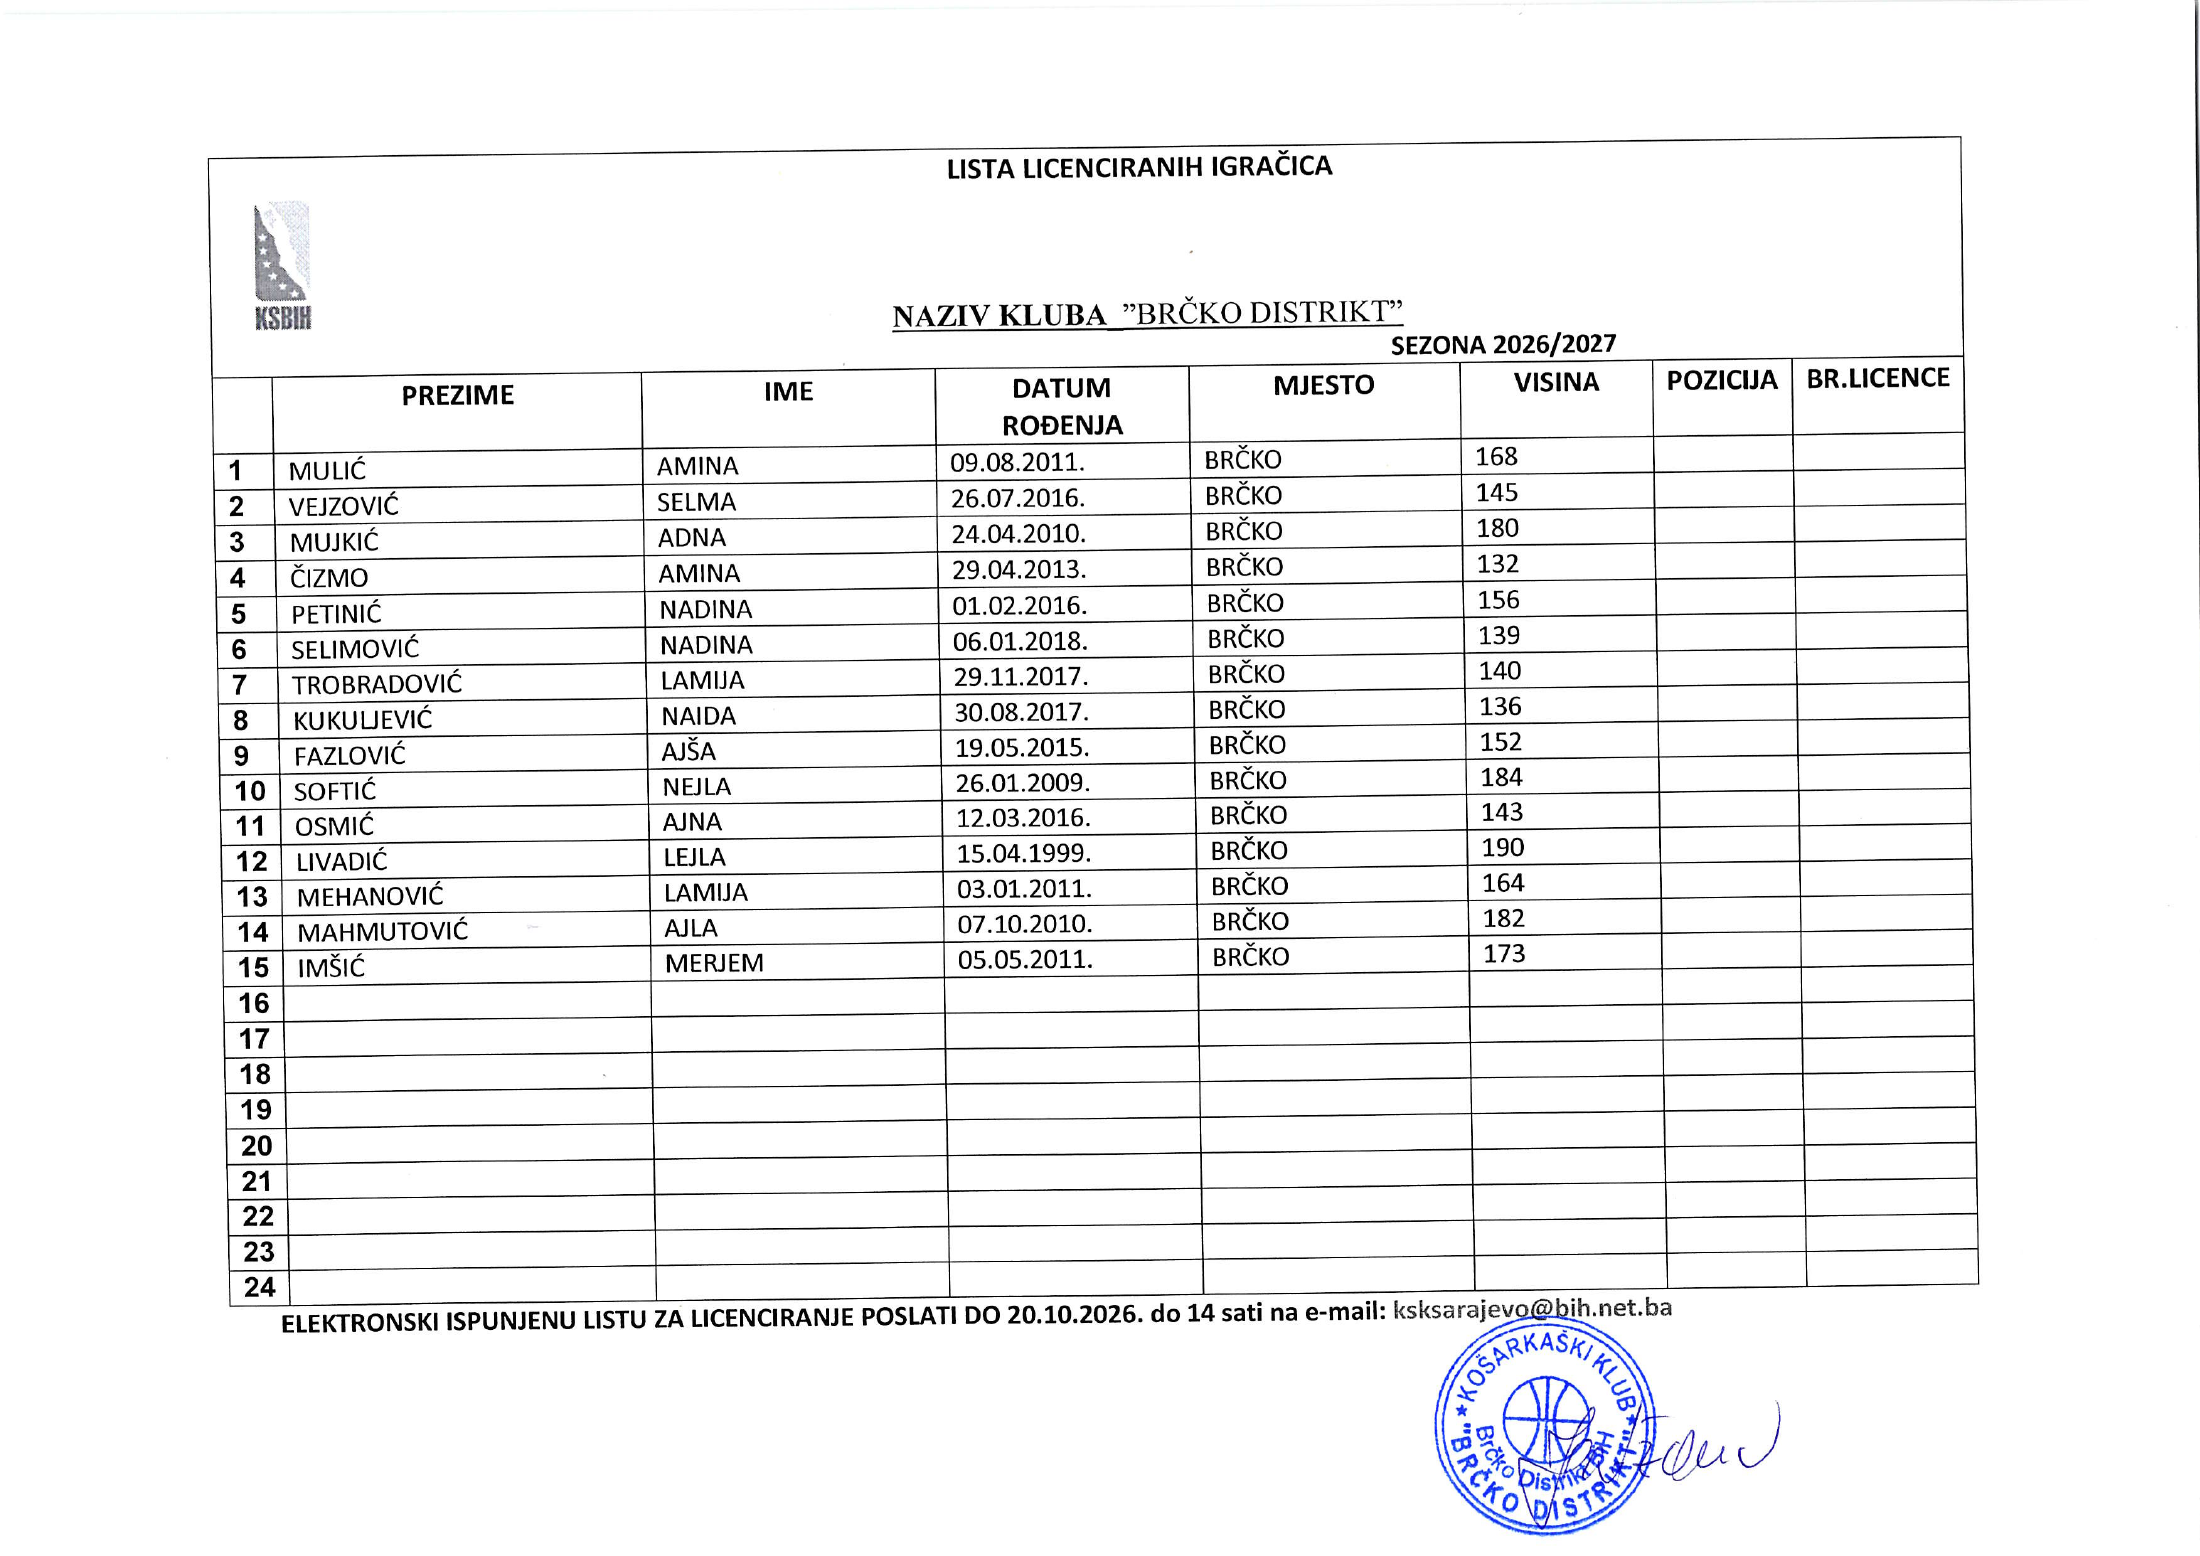 LISTA LICENCIRANIH IGRAČICA
KSBIH
NAZIV KLUBA ”BRČKO DISTRIKT”
SEZONA 2026/2027
PREZIME IME DATUM ROĐENJA MJESTO VISINA POZICIJA BR.LICENCE
1 MULIĆ AMINA 09.08.2011. BRČKO 168
2 VEJZOVIĆ SELMA 26.07.2016. BRČKO 145
3 MUJKIĆ ADNA 24.04.2010. BRČKO 180
4 ČIZMO AMINA 29.04.2013. BRČKO 132
5 PETINIĆ NADINA 01.02.2016. BRČKO 156
6 SELIMOVIĆ NADINA 06.01.2018. BRČKO 139
7 TROBRADOVIĆ LAMIJA 29.11.2017. BRČKO 140
8 KUKULJEVIĆ NAIDA 30.08.2017. BRČKO 136
9 FAZLOVIĆ AJŠA 19.05.2015. BRČKO 152
10 SOFTIĆ NEJLA 26.01.2009. BRČKO 184
11 OSMIĆ AJNA 12.03.2016. BRČKO 143
12 LIVADIĆ LEJLA 15.04.1999. BRČKO 190
13 MEHANOVIĆ LAMIJA 03.01.2011. BRČKO 164
14 MAHMUTOVIĆ AJLA 07.10.2010. BRČKO 182
15 IMŠIĆ MERJEM 05.05.2011. BRČKO 173
16
17
18
19
20
21
22
23
24
ELEKTRONSKI ISPUNJENU LISTU ZA LICENCIRANJE POSLATI DO 20.10.2026. do 14 sati na e-mail: ksksarajevo@bih.net.ba
* KOŠARKAŠKI KLUB *
Brčko Distrikt BiH
"BRČKO DISTRIKT"